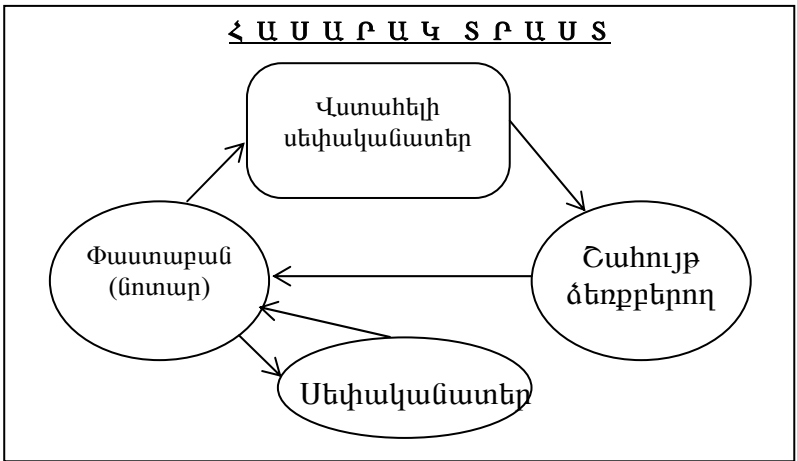 Հ Ա Ս Ա Ր Ա Կ Տ Ր Ա Ս Տ
Վստահելի
սեփականատեր
Փաստաբան
(նոտար)
Շահույթ
ձեռքբերող
Սեփականատեր